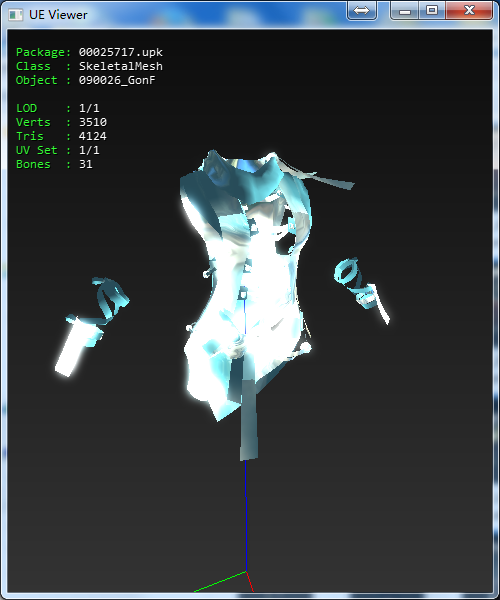 UE Viewer
Package: 00025717.upk
Class  : SkeletalMesh
Object : 090026_GonF
LOD    : 1/1
Verts  : 3510
Tris   : 4124
UV Set : 1/1
Bones  : 31